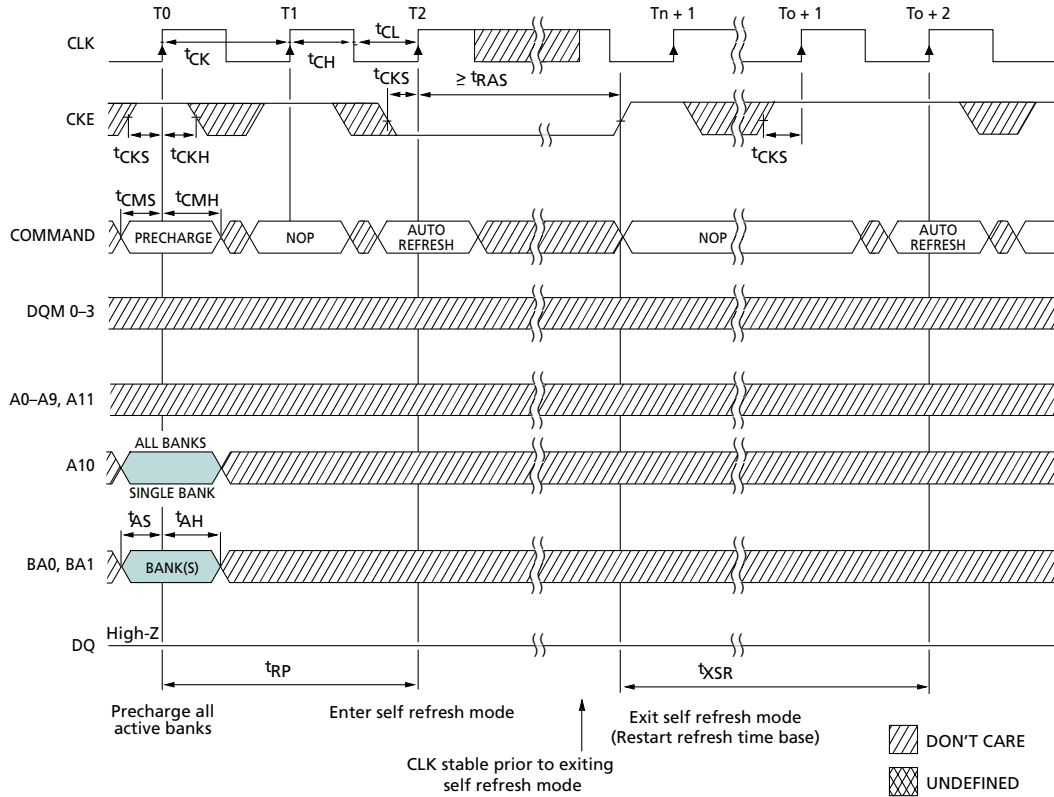 T0 T1 T2 Tn + 1 To + 1 To + 2
CLK
tCK tCH tCL
tCKS ≥ tRAS
CKE
tCKS tCKH tCKS
tCMS tCMH
COMMAND PRECHARGE NOP AUTO REFRESH NOP AUTO REFRESH
DQM 0–3
A0–A9, A11
ALL BANKS
A10
SINGLE BANK
tAS tAH
BA0, BA1 BANK(S)
High-Z
DQ
tRP tXSR
Precharge all
active banks
Enter self refresh mode
CLK stable prior to exiting
self refresh mode
Exit self refresh mode
(Restart refresh time base)
DON'T CARE
UNDEFINED